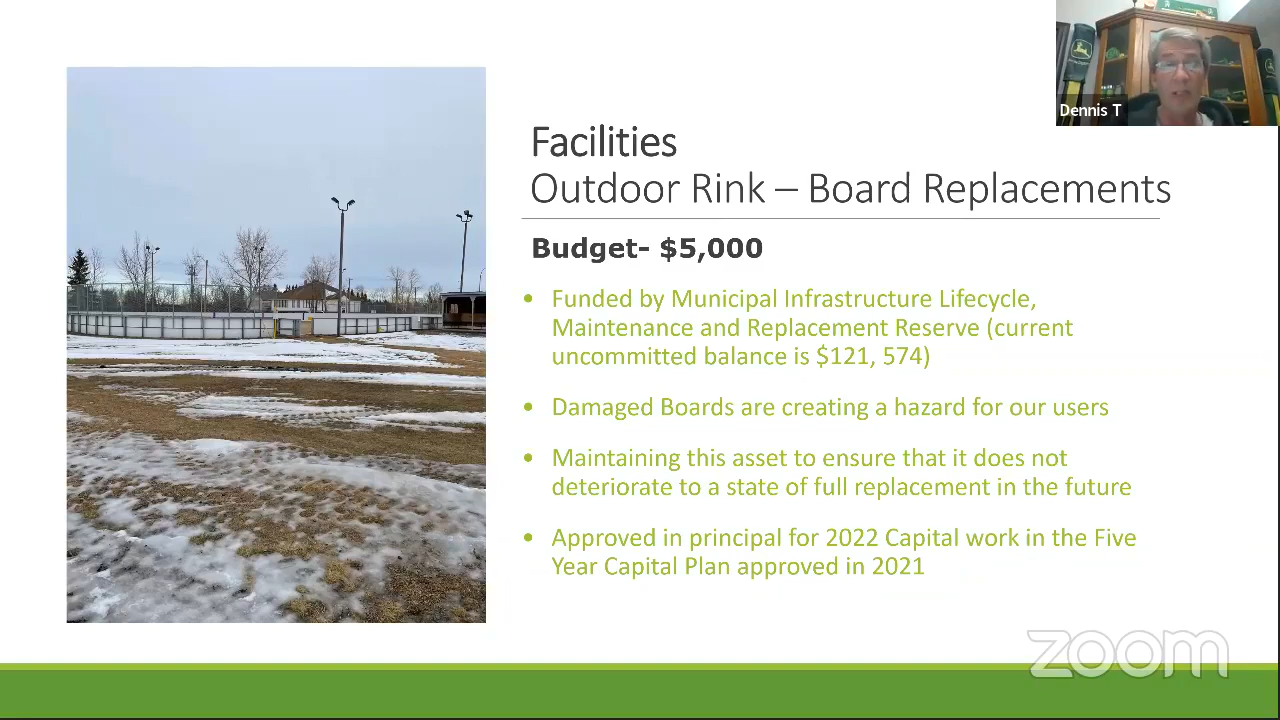 Dennis T
Facilities
Outdoor Rink – Board Replacements
Budget- $5,000
• Funded by Municipal Infrastructure Lifecycle,
Maintenance and Replacement Reserve (current
uncommitted balance is $121, 574)
• Damaged Boards are creating a hazard for our users
• Maintaining this asset to ensure that it does not
deteriorate to a state of full replacement in the future
• Approved in principal for 2022 Capital work in the Five
Year Capital Plan approved in 2021
zoom